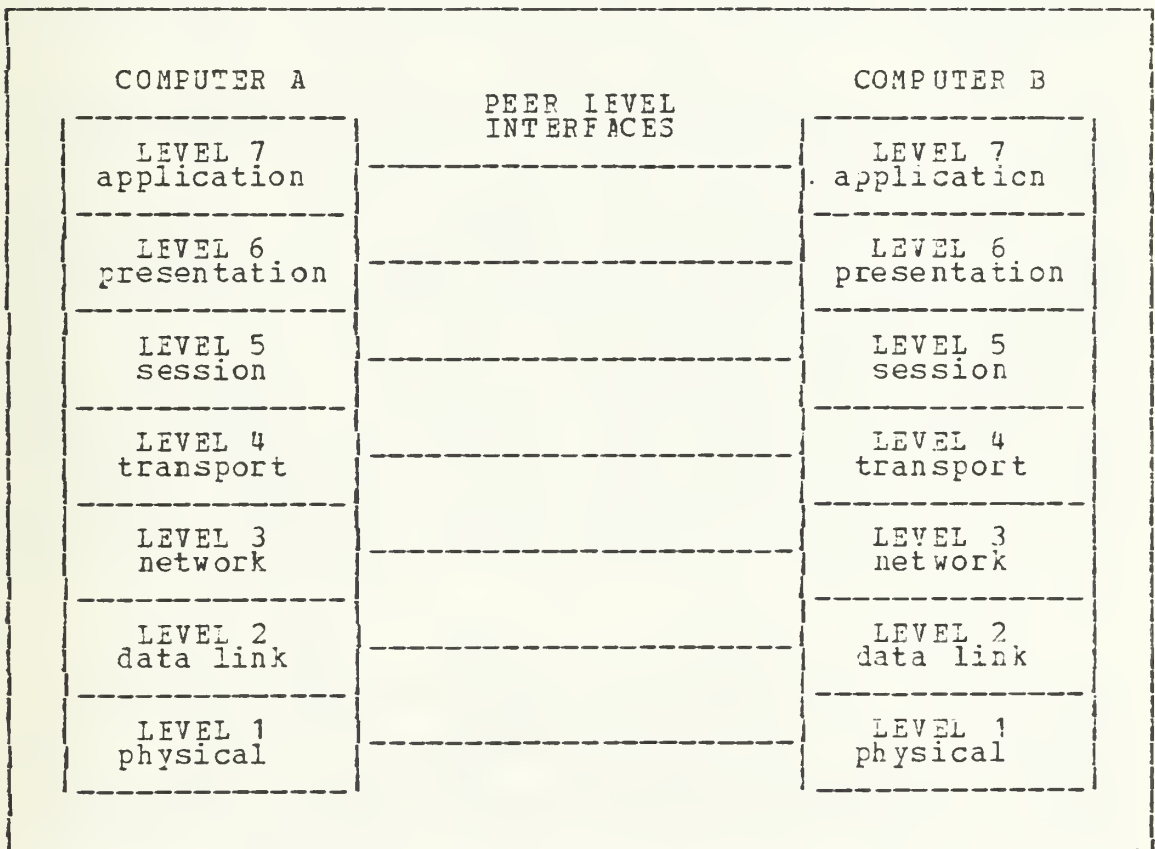 COMPUTER A
PEER LEVEL
INTERFACES
COMPUTER B
LEVEL 7
application
LEVEL 7
application
LEVEL 6
presentation
LEVEL 6
presentation
LEVEL 5
session
LEVEL 5
session
LEVEL 4
transport
LEVEL 4
transport
LEVEL 3
network
LEVEL 3
network
LEVEL 2
data link
LEVEL 2
data link
LEVEL 1
physical
LEVEL 1
physical